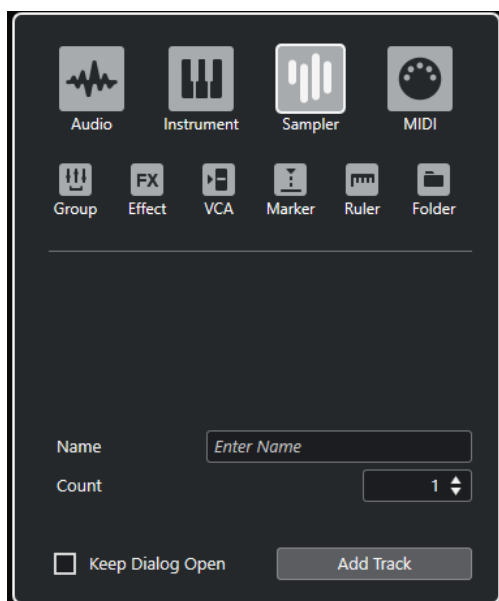 Audio Instrument Sampler MIDI
FX
Group Effect VCA Marker Ruler Folder
Name Enter Name
Count 1
Keep Dialog Open Add Track